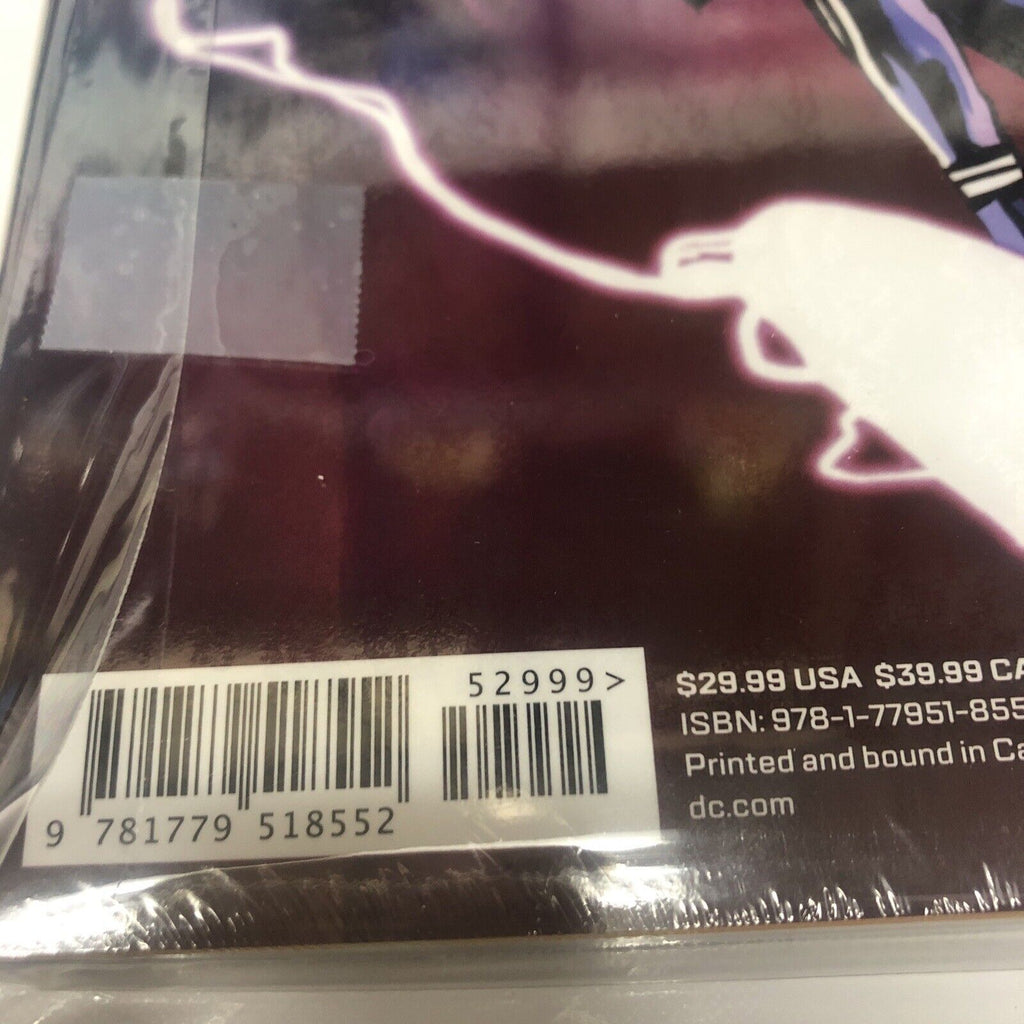 52999>
9 781779 518552
$29.99 USA $39.99 CA
ISBN: 978-1-77951-855
Printed and bound in Ca
dc.com